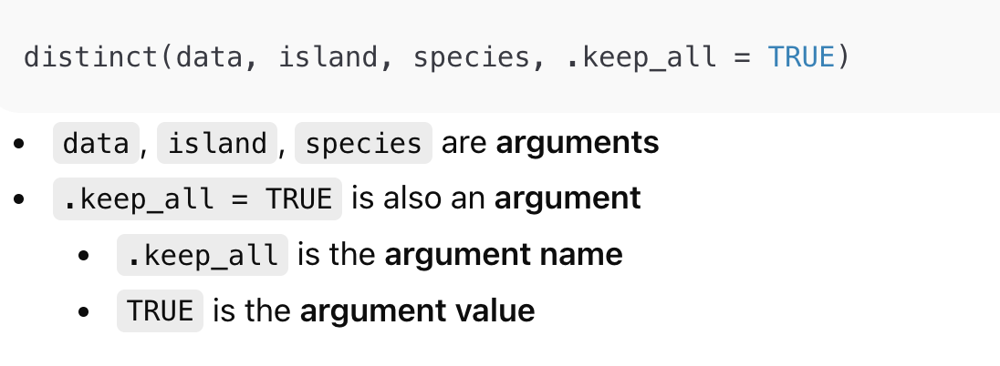 distinct(data, island, species, .keep_all = TRUE)
• data, island, species are arguments
• .keep_all = TRUE is also an argument
• .keep_all is the argument name
• TRUE is the argument value